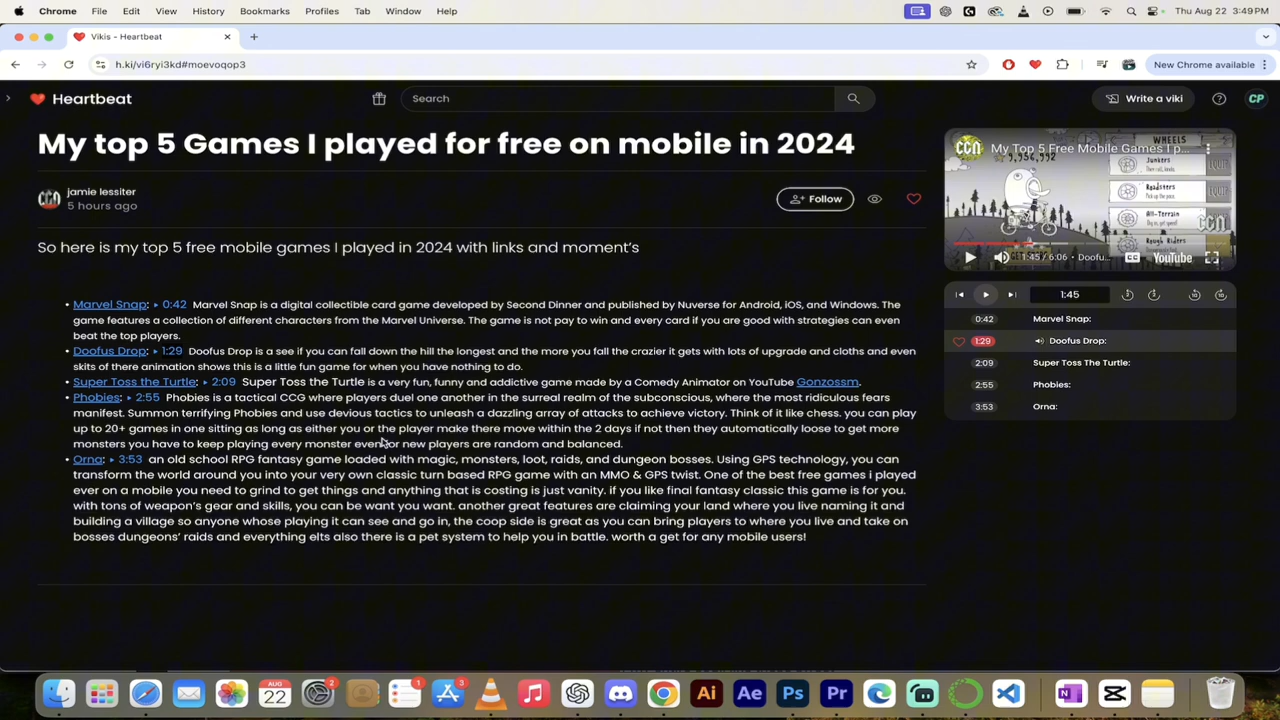 Chrome File Edit View History Bookmarks Profiles Tab Window Help Thu Aug 22 3:49 PM
Vikis - Heartbeat
h.ki/vi6ryi3kd#moevoqop3 New Chrome available
Heartbeat Search Write a viki CP
My top 5 Games I played for free on mobile in 2024
jamie lessiter
5 hours ago
Follow
So here is my top 5 free mobile games I played in 2024 with links and moment's
• Marvel Snap: ▸ 0:42 Marvel Snap is a digital collectible card game developed by Second Dinner and published by Nuverse for Android, iOS, and Windows. The
game features a collection of different characters from the Marvel Universe. The game is not pay to win and every card if you are good with strategies can even
beat the top players.
• Doofus Drop: ▸ 1:29 Doofus Drop is a see if you can fall down the hill the longest and the more you fall the crazier it gets with lots of upgrade and cloths and even
skits of there animation shows this is a little fun game for when you have nothing to do.
• Super Toss the Turtle: ▸ 2:09 Super Toss the Turtle is a very fun, funny and addictive game made by a Comedy Animator on YouTube Gonzossm.
• Phobies: ▸ 2:55 Phobies is a tactical CCG where players duel one another in the surreal realm of the subconscious, where the most ridiculous fears
manifest. Summon terrifying Phobies and use devious tactics to unleash a dazzling array of attacks to achieve victory. Think of it like chess. you can play
up to 20+ games in one sitting as long as either you or the player make there move within the 2 days if not then they automatically loose to get more
monsters you have to keep playing every monster even for new players are random and balanced.
• Orna: ▸ 3:53 an old school RPG fantasy game loaded with magic, monsters, loot, raids, and dungeon bosses. Using GPS technology, you can
transform the world around you into your very own classic turn based RPG game with an MMO & GPS twist. One of the best free games i played
ever on a mobile you need to grind to get things and anything that is costing is just vanity. if you like final fantasy classic this game is for you.
with tons of weapon's gear and skills, you can be want you want. another great features are claiming your land where you live naming it and
building a village so anyone whose playing it can see and go in, the coop side is great as you can bring players to where you live and take on
bosses dungeons' raids and everything elts also there is a pet system to help you in battle. worth a get for any mobile users!
WHEELS
CGN My Top 5 Free Mobile Games I p...
Junkers
Roadsters
All-Terrain
Rough Riders
CGN
1:45 / 6:06 • Doofu... CC YouTube
1:45 5 5 10 10
0:42 Marvel Snap:
1:29 Doofus Drop:
2:09 Super Toss The Turtle:
2:55 Phobies:
3:53 Orna:
AUG
22 2 1 3 Ai Ae Ps Pr N